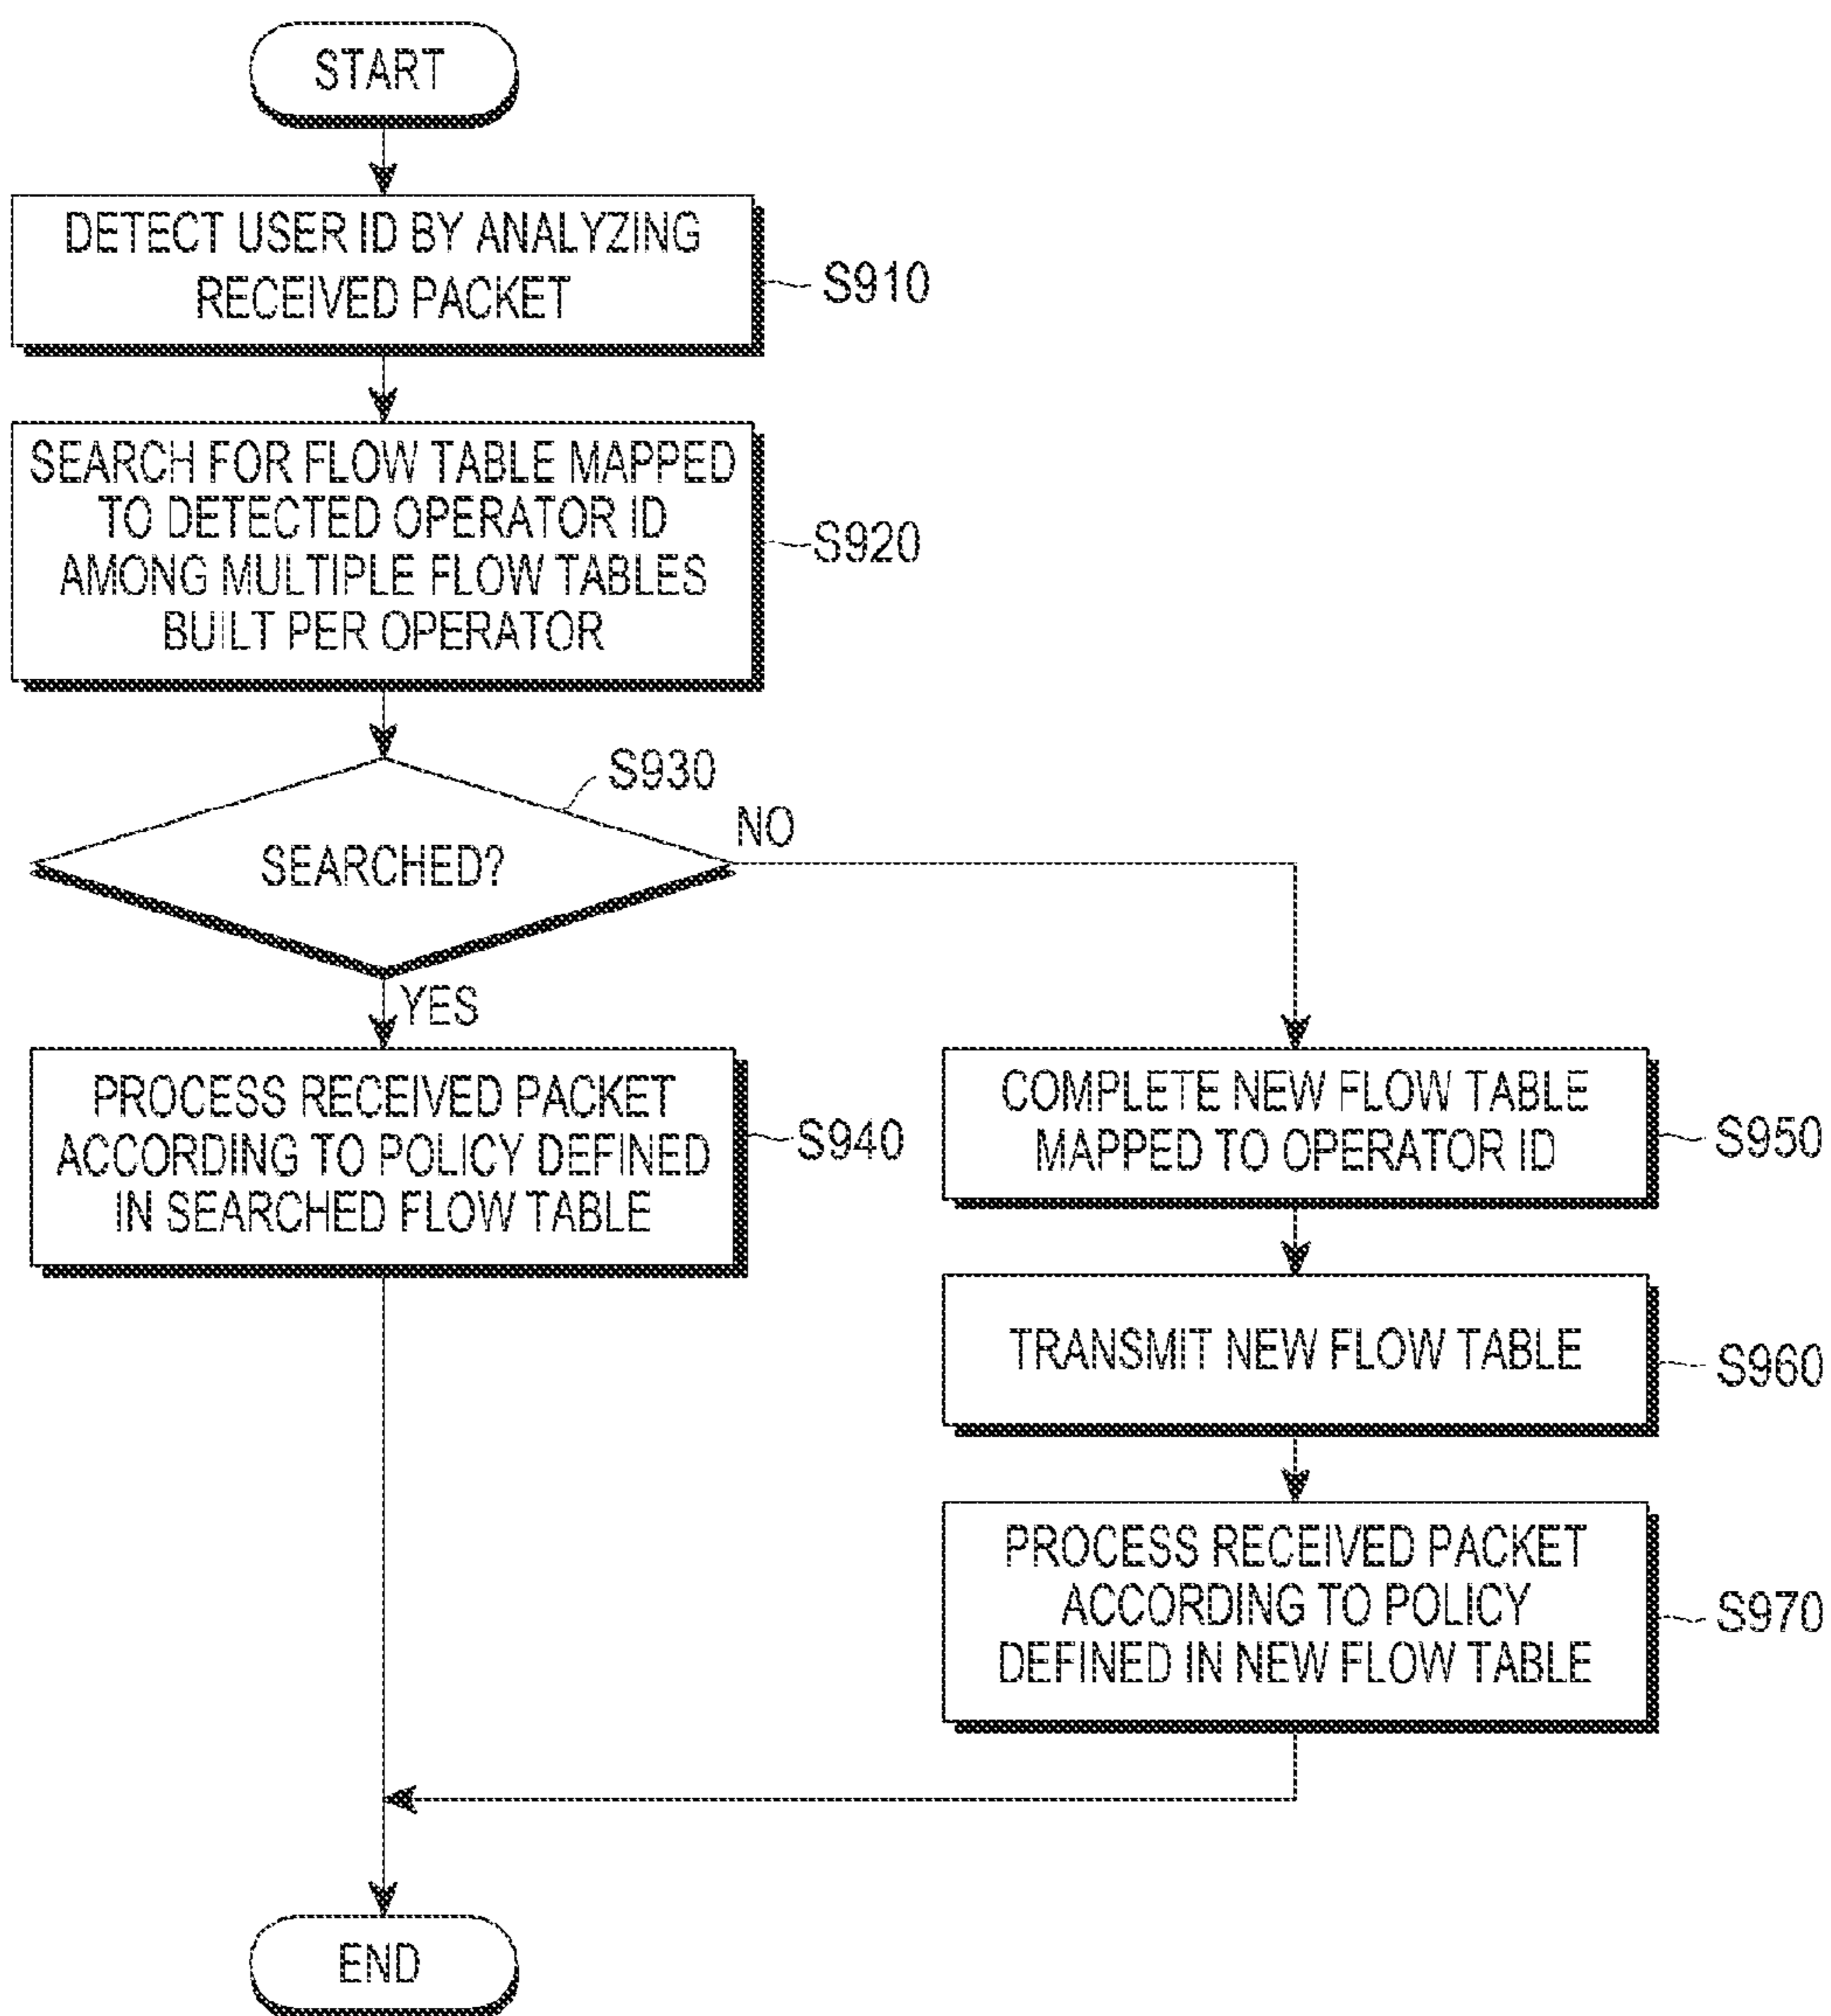 START
DETECT USER ID BY ANALYZING
RECEIVED PACKET
S910
SEARCH FOR FLOW TABLE MAPPED
TO DETECTED OPERATOR ID
AMONG MULTIPLE FLOW TABLES
BUILT PER OPERATOR
S920
S930
SEARCHED?
NO
YES
PROCESS RECEIVED PACKET
ACCORDING TO POLICY DEFINED
IN SEARCHED FLOW TABLE
S940
COMPLETE NEW FLOW TABLE
MAPPED TO OPERATOR ID
S950
TRANSMIT NEW FLOW TABLE
S960
PROCESS RECEIVED PACKET
ACCORDING TO POLICY
DEFINED IN NEW FLOW TABLE
S970
END